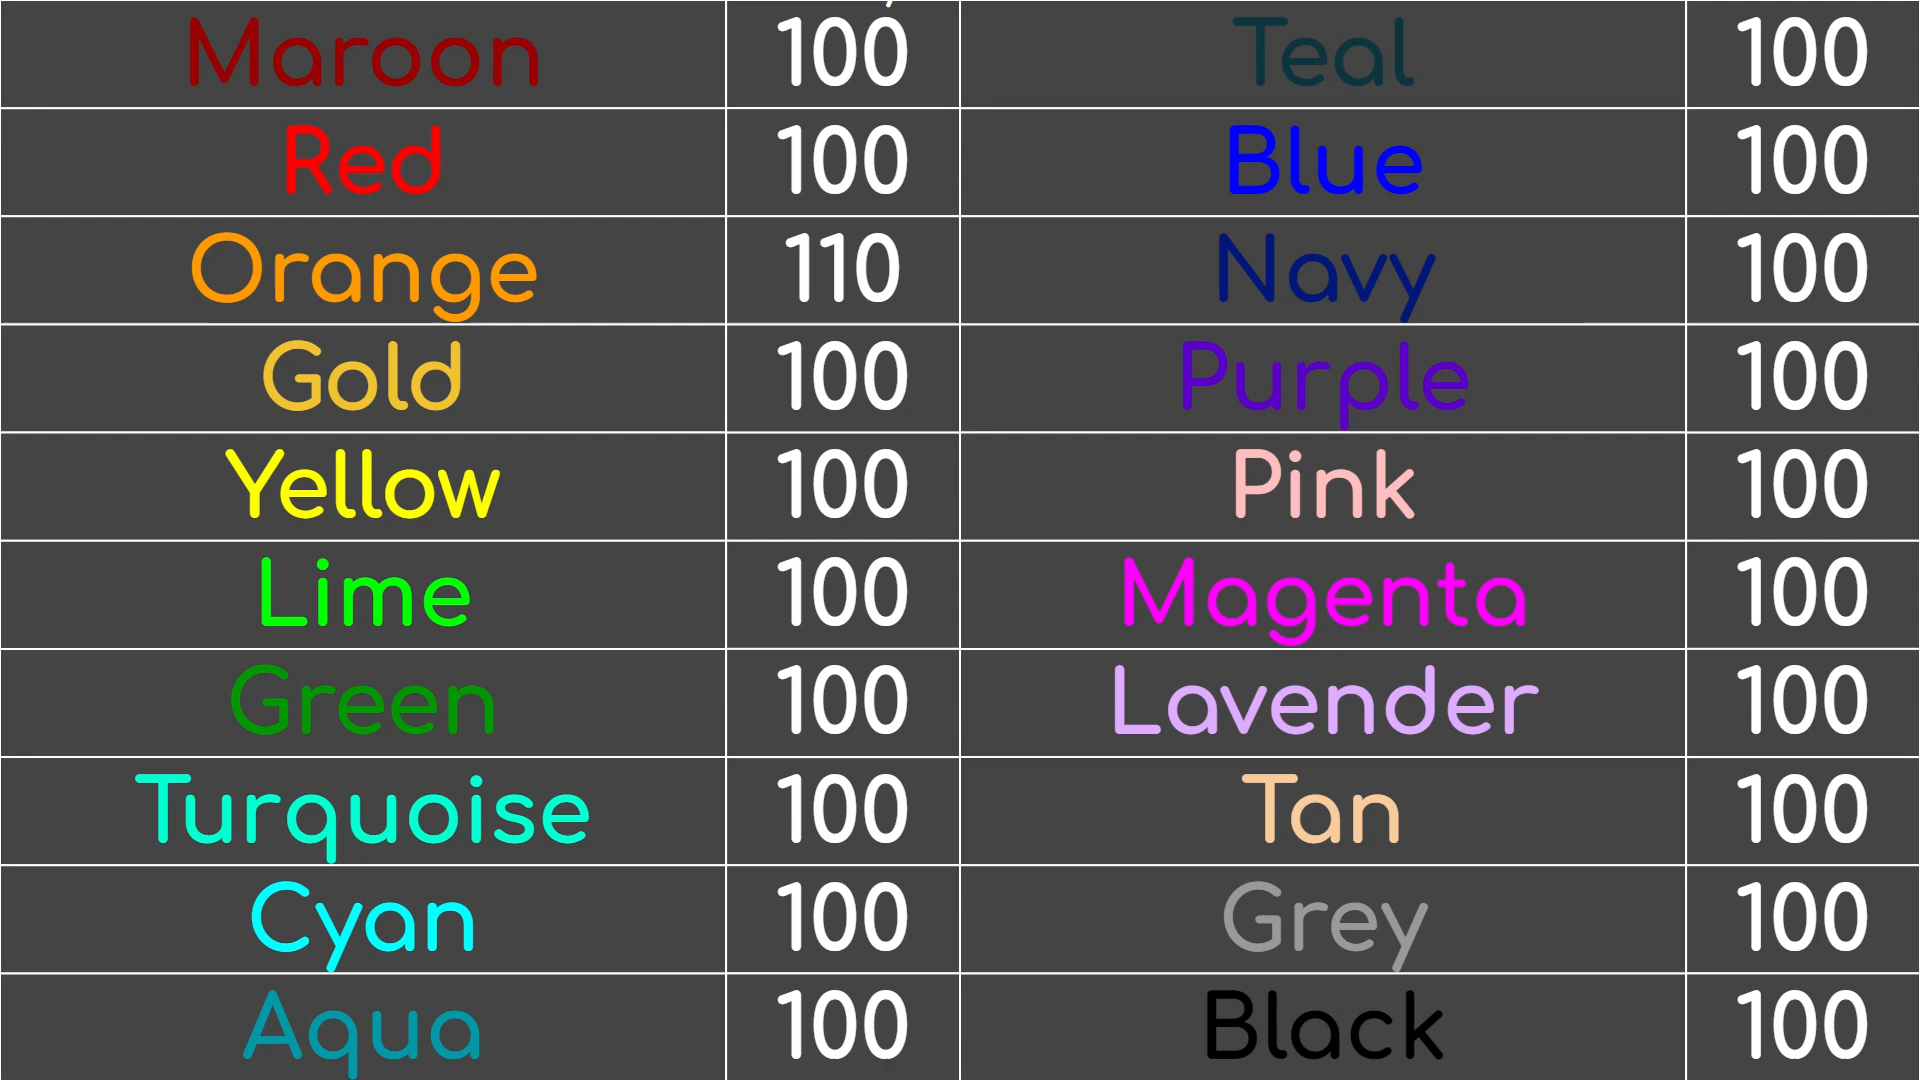 Maroon 100 Teal 100
Red 100 Blue 100
Orange 110 Navy 100
Gold 100 Purple 100
Yellow 100 Pink 100
Lime 100 Magenta 100
Green 100 Lavender 100
Turquoise 100 Tan 100
Cyan 100 Grey 100
Aqua 100 Black 100